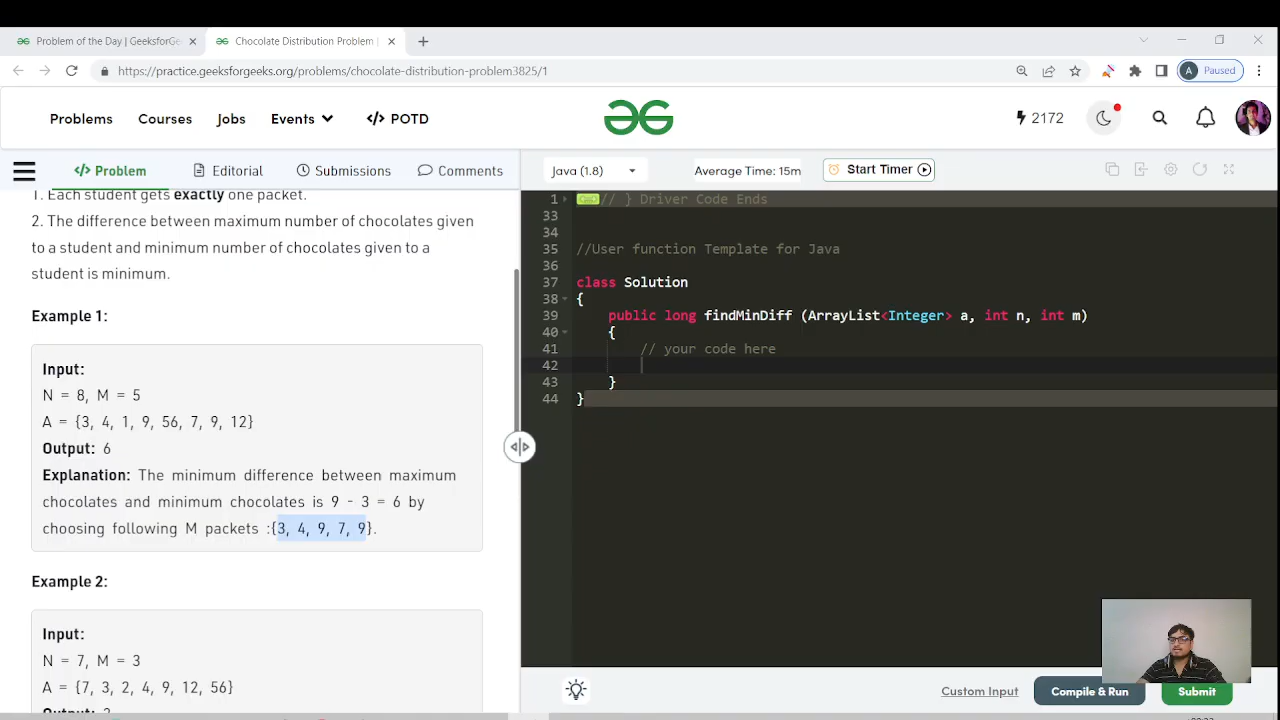 Problem of the Day | GeeksforGe
Chocolate Distribution Problem |
https://practice.geeksforgeeks.org/problems/chocolate-distribution-problem3825/1
A Paused
Problems Courses Jobs Events </> POTD
2172
</> Problem Editorial Submissions Comments
Java (1.8) Average Time: 15m Start Timer
1. Each student gets exactly one packet.
2. The difference between maximum number of chocolates given
to a student and minimum number of chocolates given to a
student is minimum.
Example 1:
Input:
N = 8, M = 5
A = {3, 4, 1, 9, 56, 7, 9, 12}
Output: 6
Explanation: The minimum difference between maximum
chocolates and minimum chocolates is 9 - 3 = 6 by
choosing following M packets :{3, 4, 9, 7, 9}.
Example 2:
Input:
N = 7, M = 3
A = {7, 3, 2, 4, 9, 12, 56}
1 // } Driver Code Ends
33
34
35 //User function Template for Java
36
37 class Solution
38 {
39 public long findMinDiff (ArrayList<Integer> a, int n, int m)
40 {
41 // your code here
42
43 }
44 }
Custom Input Compile & Run Submit